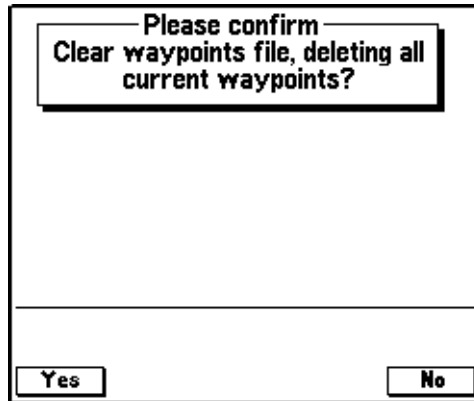 Please confirm
Clear waypoints file, deleting all
current waypoints?
Yes
No